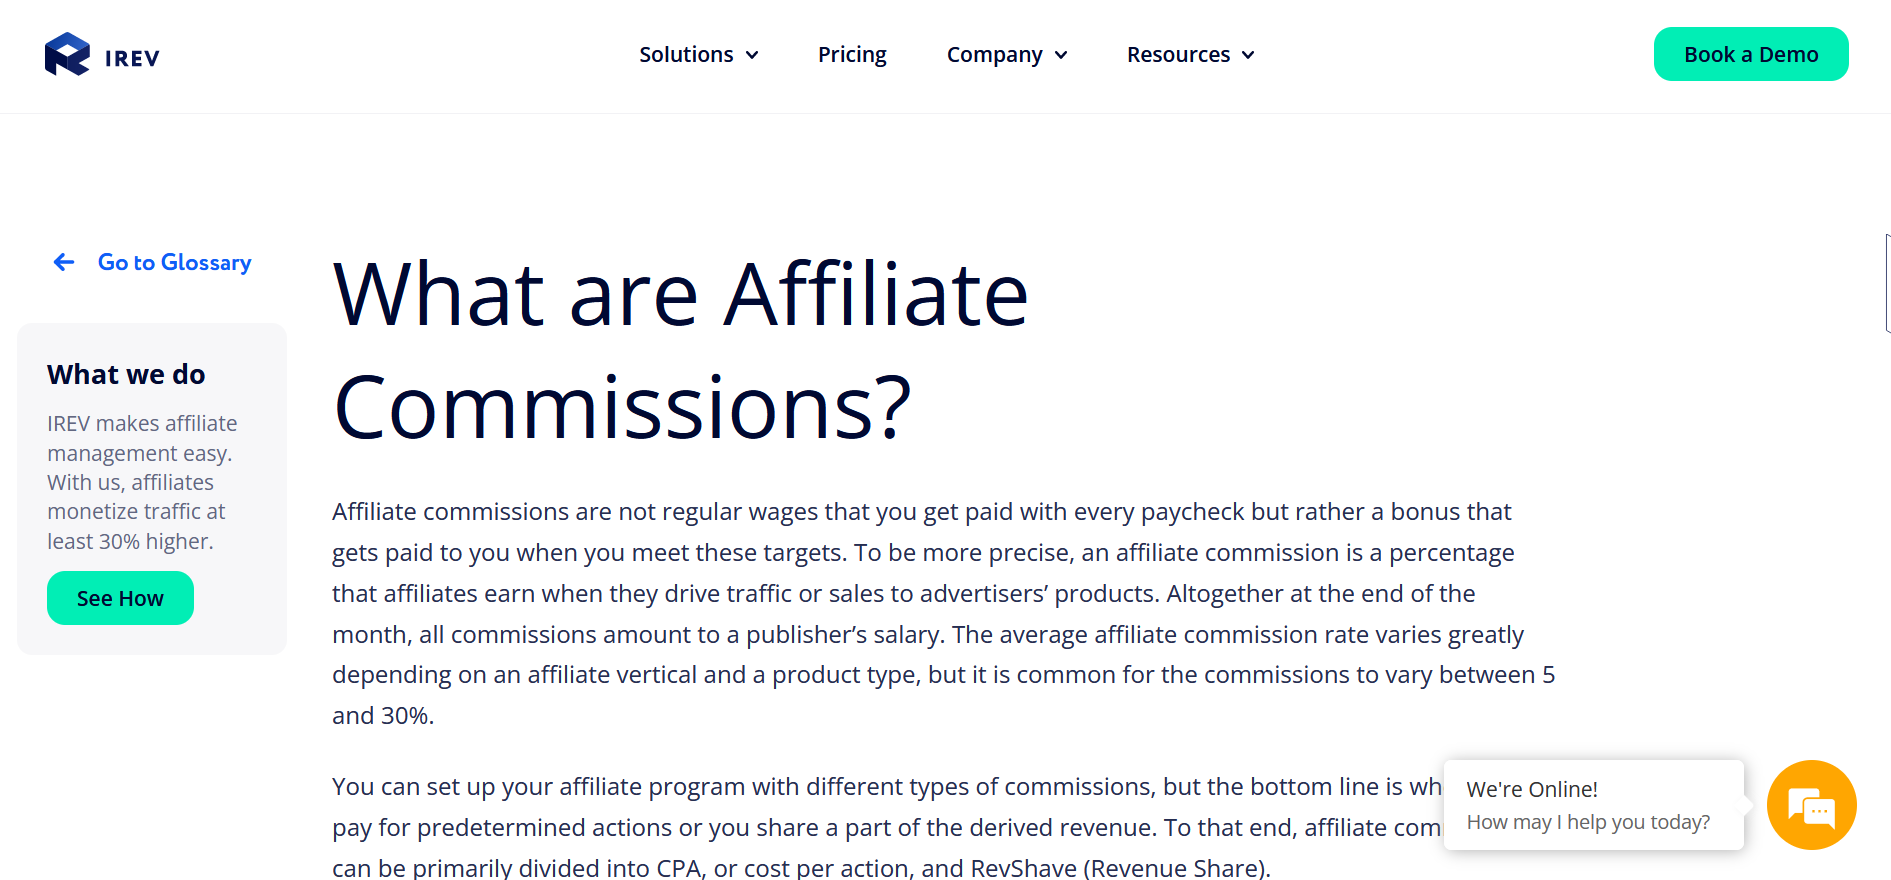 IREV
Solutions
Pricing
Company
Resources
Book a Demo
Go to Glossary
What we do
IREV makes affiliate
management easy.
With us, affiliates
monetize traffic at
least 30% higher.
See How
What are Affiliate
Commissions?
Affiliate commissions are not regular wages that you get paid with every paycheck but rather a bonus that
gets paid to you when you meet these targets. To be more precise, an affiliate commission is a percentage
that affiliates earn when they drive traffic or sales to advertisers’ products. Altogether at the end of the
month, all commissions amount to a publisher’s salary. The average affiliate commission rate varies greatly
depending on an affiliate vertical and a product type, but it is common for the commissions to vary between 5
and 30%.
You can set up your affiliate program with different types of commissions, but the bottom line is
pay for predetermined actions or you share a part of the derived revenue. To that end, affiliate
can be primarily divided into CPA, or cost per action, and RevShave (Revenue Share).
We're Online!
How may I help you today?